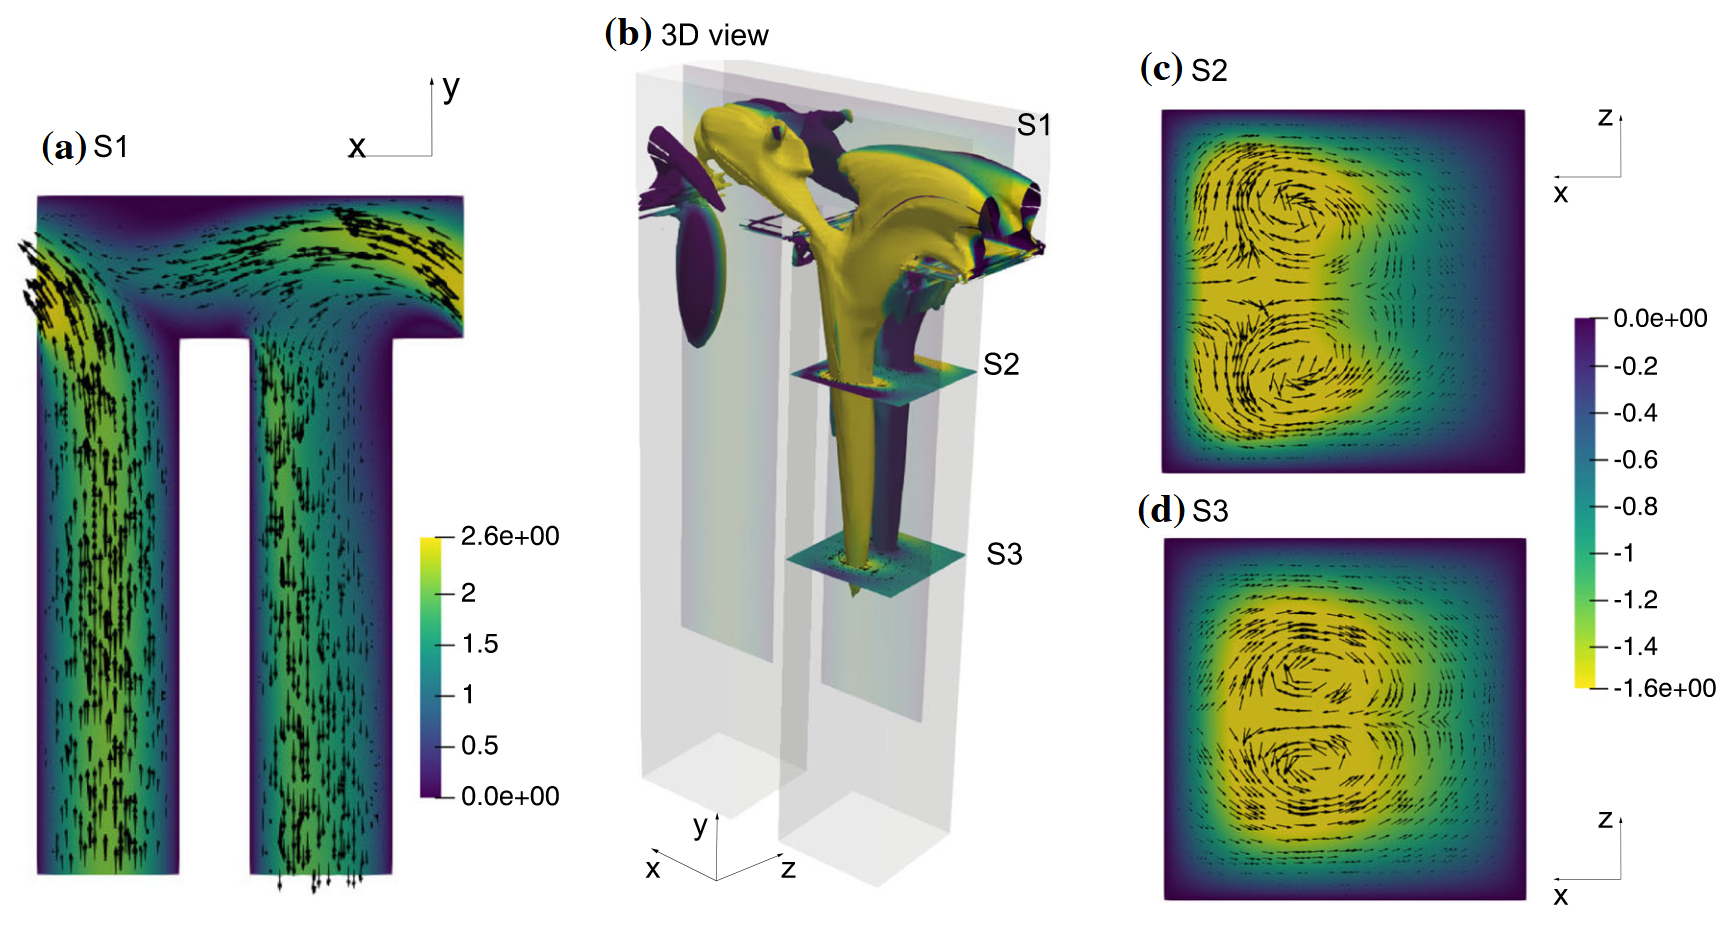 (a) S1
y
x
2.6e+00
2
1.5
1
0.5
0.0e+00
(b) 3D view
S1
S2
S3
y
x
z
(c) S2
z
x
0.0e+00
-0.2
-0.4
-0.6
-0.8
-1
-1.2
-1.4
-1.6e+00
(d) S3
z
x